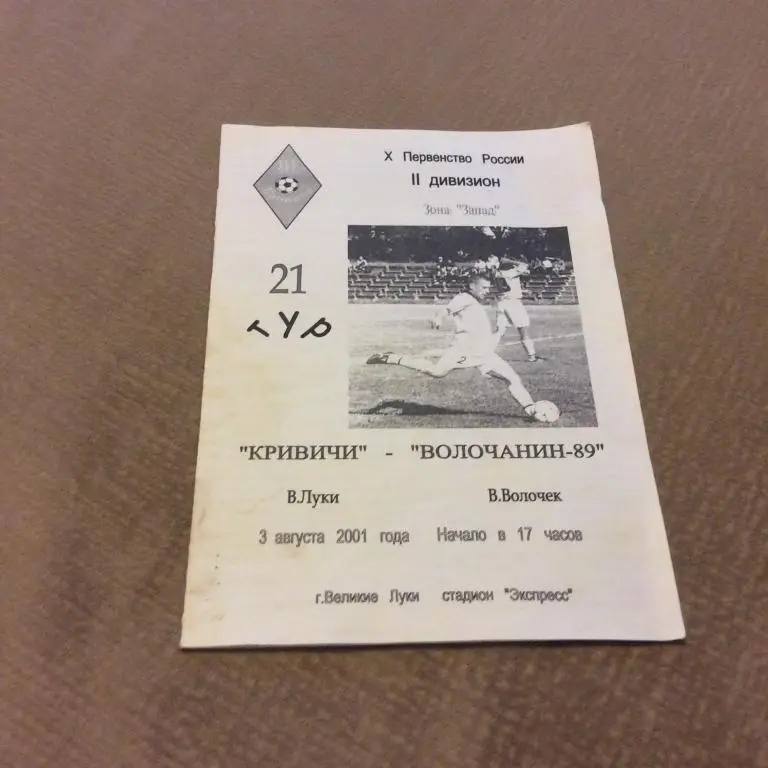 X Первенство России
II дивизион
Зона "Запад"
21
тур
"КРИВИЧИ" - "ВОЛОЧАНИН-89"
В.Луки В.Волочек
3 августа 2001 года Начало в 17 часов
г.Великие Луки стадион "Экспресс"